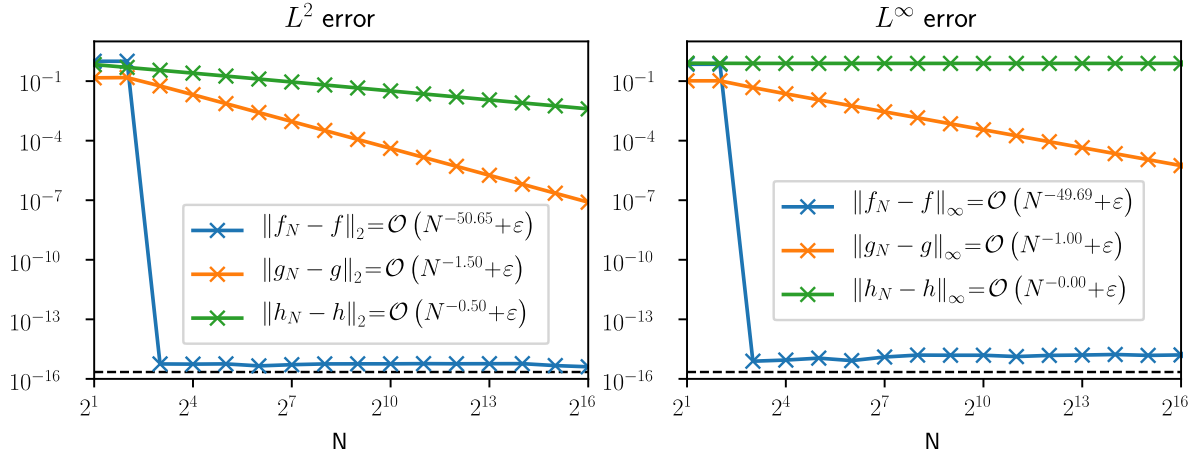 L² error
10⁻¹
10⁻⁴
10⁻⁷
10⁻¹⁰
10⁻¹³
10⁻¹⁶
‖f_N − f‖₂=𝒪 (N⁻⁵⁰·⁶⁵+ε)
‖g_N − g‖₂=𝒪 (N⁻¹·⁵⁰+ε)
‖h_N − h‖₂=𝒪 (N⁻⁰·⁵⁰+ε)
2¹ 2⁴ 2⁷ 2¹⁰ 2¹³ 2¹⁶
N
L^∞ error
10⁻¹
10⁻⁴
10⁻⁷
10⁻¹⁰
10⁻¹³
10⁻¹⁶
‖f_N − f‖_∞=𝒪 (N⁻⁴⁹·⁶⁹+ε)
‖g_N − g‖_∞=𝒪 (N⁻¹·⁰⁰+ε)
‖h_N − h‖_∞=𝒪 (N⁻⁰·⁰⁰+ε)
2¹ 2⁴ 2⁷ 2¹⁰ 2¹³ 2¹⁶
N